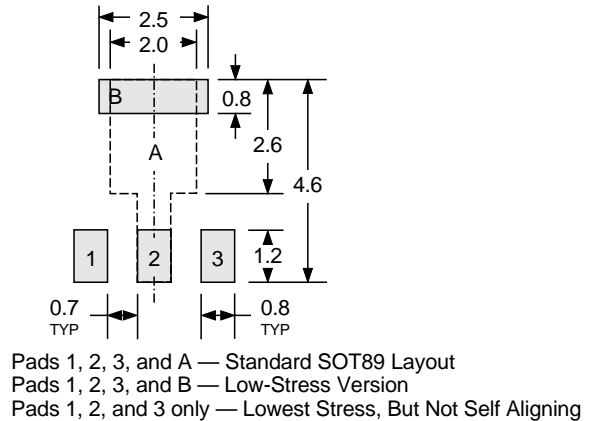 2.5
2.0
B
0.8
A
2.6
4.6
1 2 3 1.2
0.7 0.8
TYP TYP
Pads 1, 2, 3, and A — Standard SOT89 Layout
Pads 1, 2, 3, and B — Low-Stress Version
Pads 1, 2, and 3 only — Lowest Stress, But Not Self Aligning